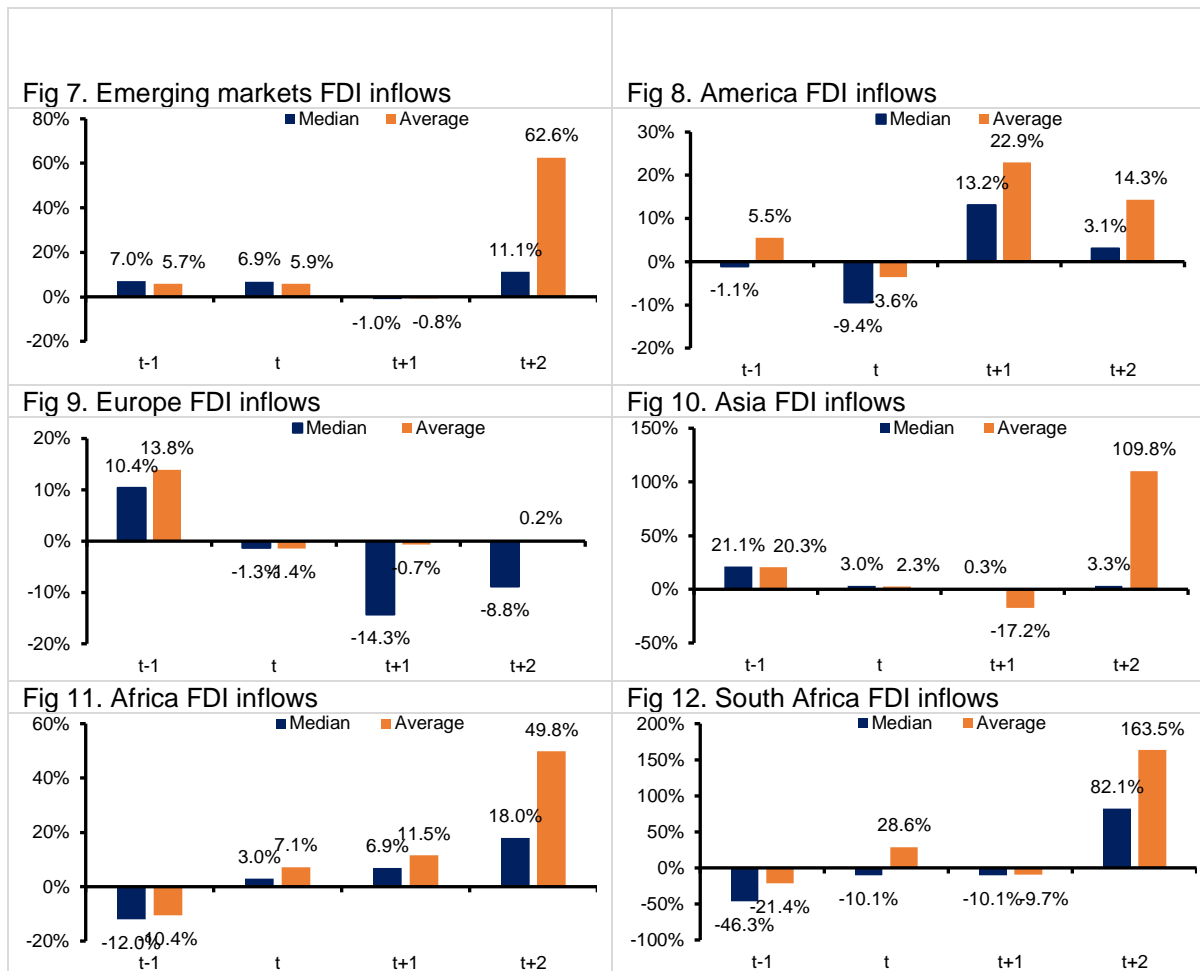 Fig 7. Emerging markets FDI inflows
Median Average
80%
60%
40%
20%
0%
-20%
7.0% 5.7% 6.9% 5.9% -1.0% -0.8% 11.1% 62.6%
t-1 t t+1 t+2
Fig 8. America FDI inflows
Median Average
30%
20%
10%
0%
-10%
-20%
-1.1% 5.5% -9.4% -3.6% 13.2% 22.9% 3.1% 14.3%
t-1 t t+1 t+2
Fig 9. Europe FDI inflows
Median Average
20%
10%
0%
-10%
-20%
10.4% 13.8% -1.3% -1.4% -14.3% -0.7% -8.8% 0.2%
t-1 t t+1 t+2
Fig 10. Asia FDI inflows
Median Average
150%
100%
50%
0%
-50%
21.1% 20.3% 3.0% 2.3% 0.3% -17.2% 3.3% 109.8%
t-1 t t+1 t+2
Fig 11. Africa FDI inflows
Median Average
60%
40%
20%
0%
-20%
-12.0% -10.4% 3.0% 7.1% 6.9% 11.5% 18.0% 49.8%
t-1 t t+1 t+2
Fig 12. South Africa FDI inflows
Median Average
200%
150%
100%
50%
0%
-50%
-100%
-46.3% -21.4% -10.1% 28.6% -10.1% -9.7% 82.1% 163.5%
t-1 t t+1 t+2